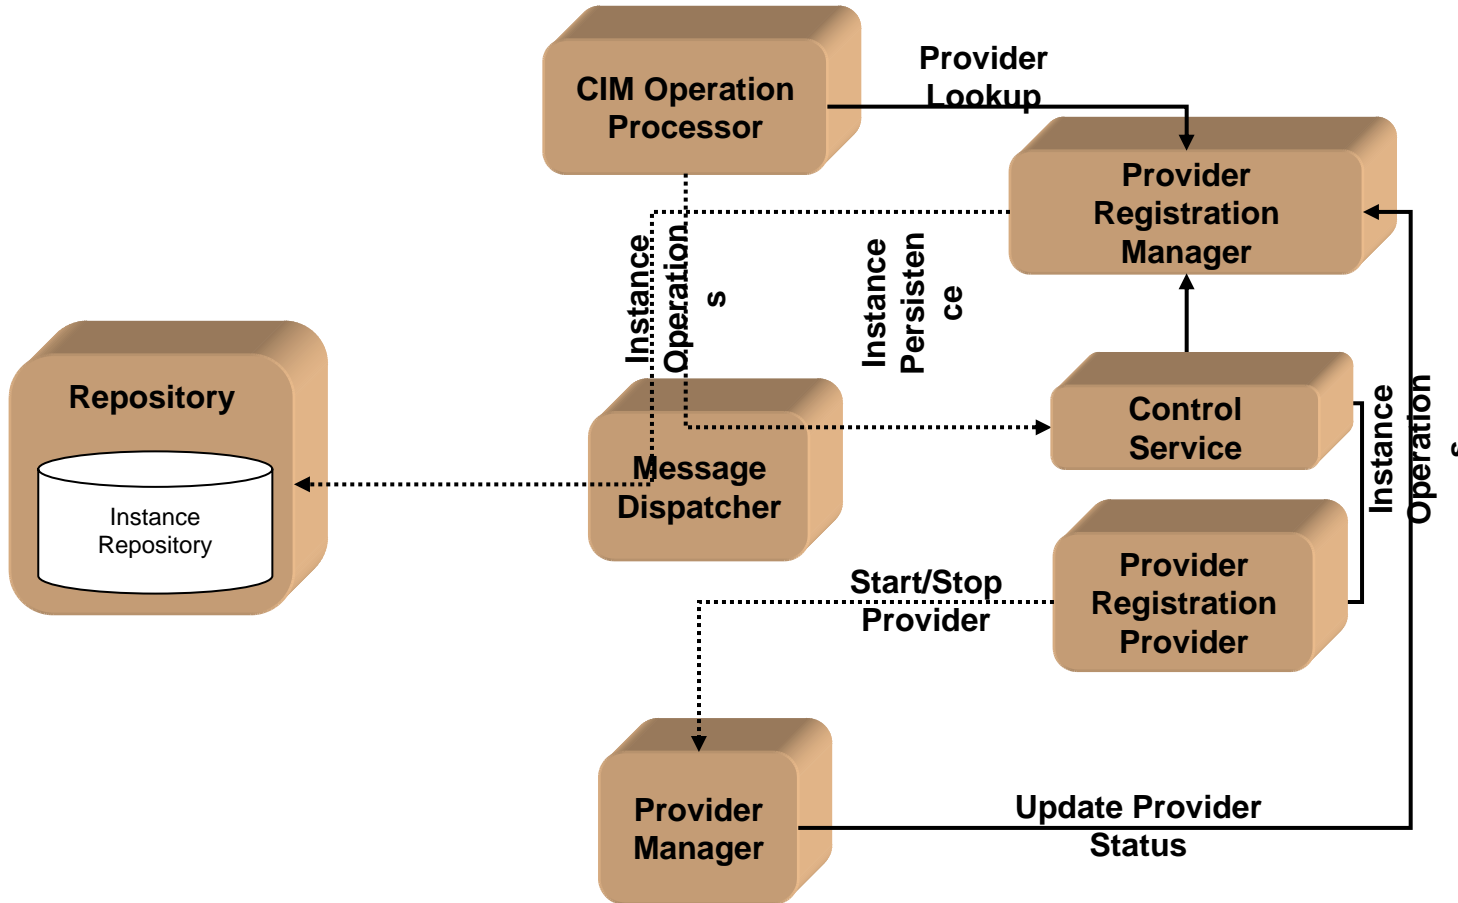 CIM Operation
Processor
Provider
Lookup
Provider
Registration
Manager
Instance
Operation
s
Instance
Persisten
ce
Repository
Instance
Repository
Message
Dispatcher
Control
Service
Instance
Operation
s
Provider
Registration
Provider
Start/Stop
Provider
Provider
Manager
Update Provider
Status